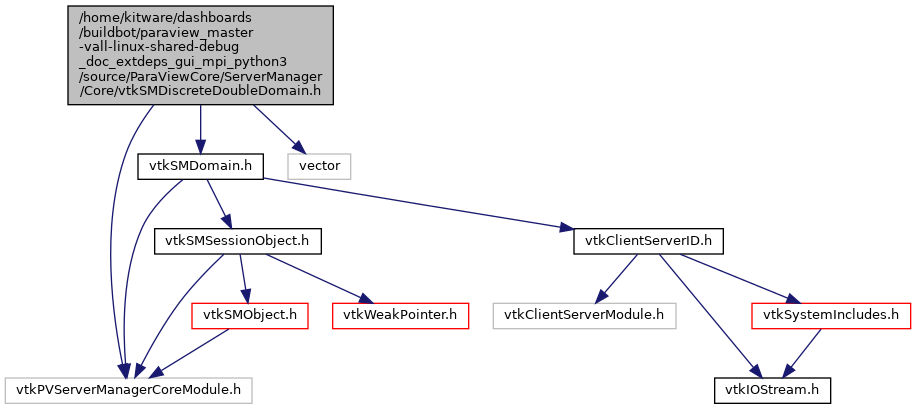 /home/kitware/dashboards
/buildbot/paraview_master
-vall-linux-shared-debug
_doc_extdeps_gui_mpi_python3
/source/ParaViewCore/ServerManager
/Core/vtkSMDiscreteDoubleDomain.h
vtkSMDomain.h
vector
vtkSMSessionObject.h
vtkClientServerID.h
vtkSMObject.h
vtkWeakPointer.h
vtkClientServerModule.h
vtkSystemIncludes.h
vtkPVServerManagerCoreModule.h
vtkIOStream.h